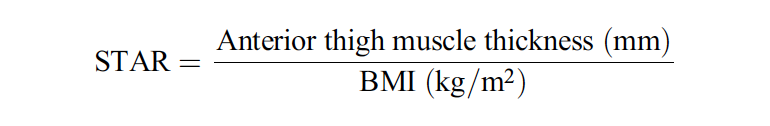 STAR = Anterior thigh muscle thickness (mm)
BMI (kg/m²)